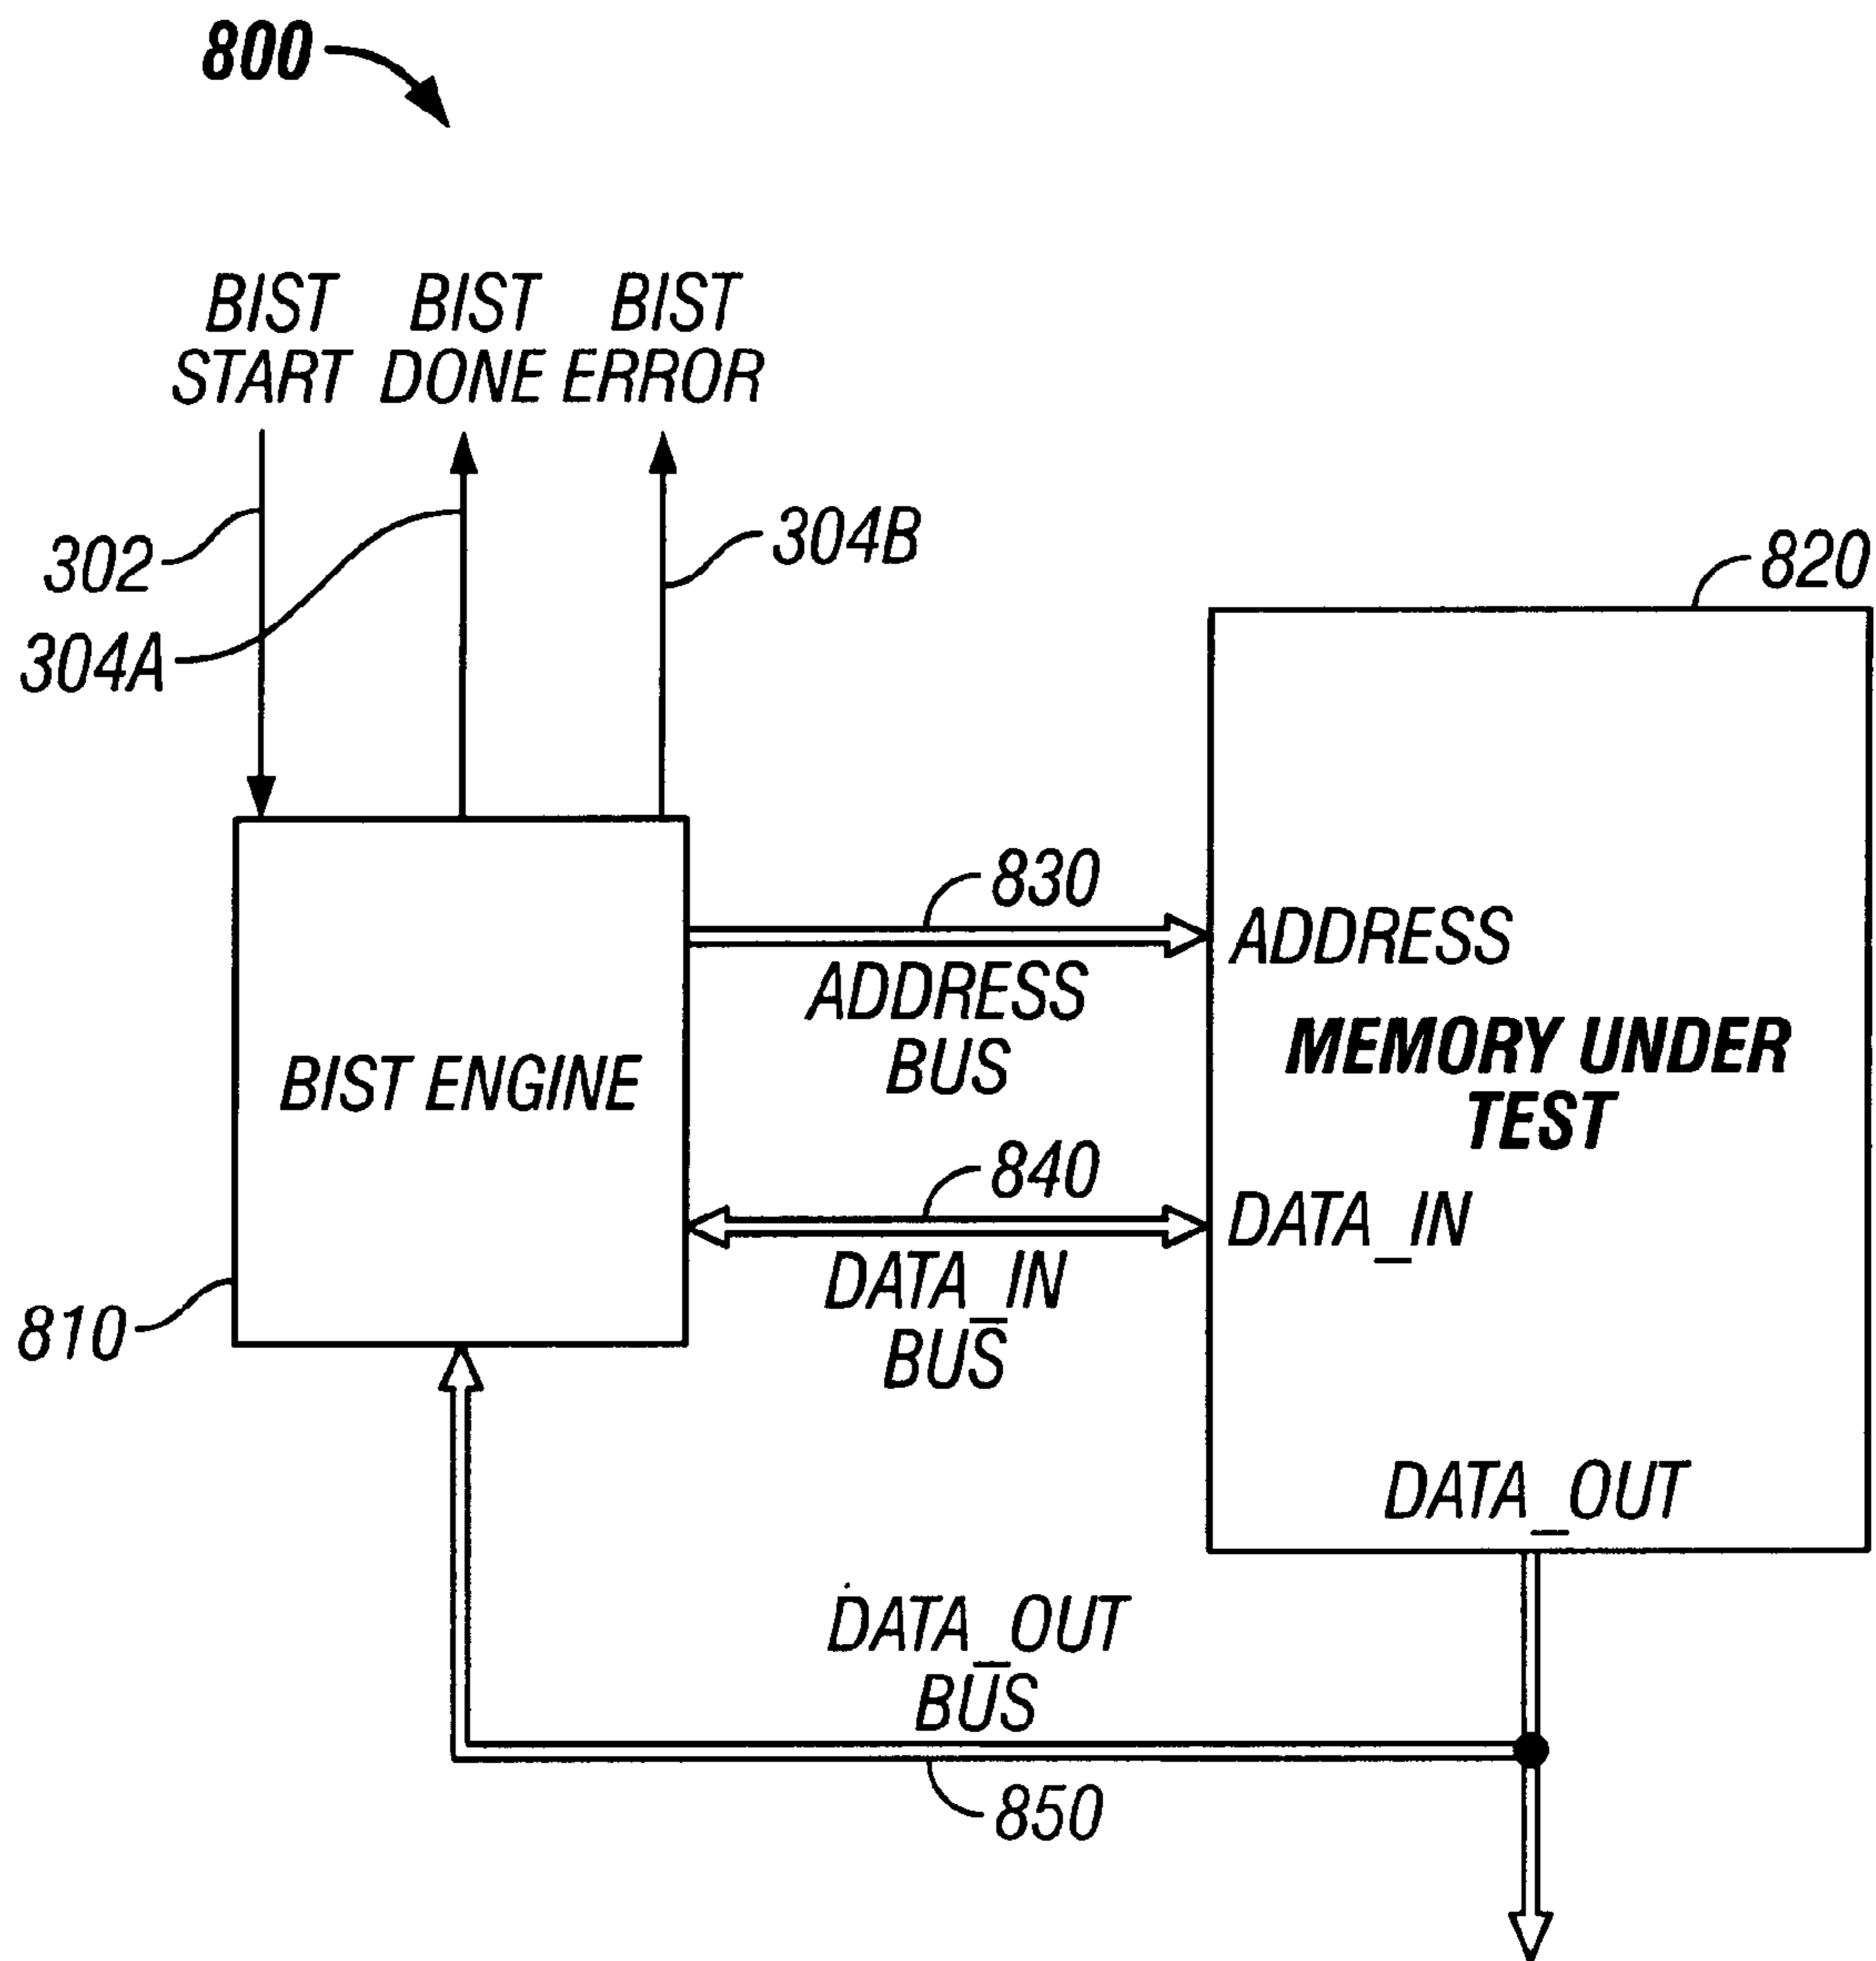 800
BIST BIST BIST
START DONE ERROR
302
304A
304B
820
830
ADDRESS
ADDRESS
BUS
MEMORY UNDER
TEST
BIST ENGINE
840
DATA_IN
DATA_IN
BUS
810
DATA_OUT
DATA_OUT
BUS
850